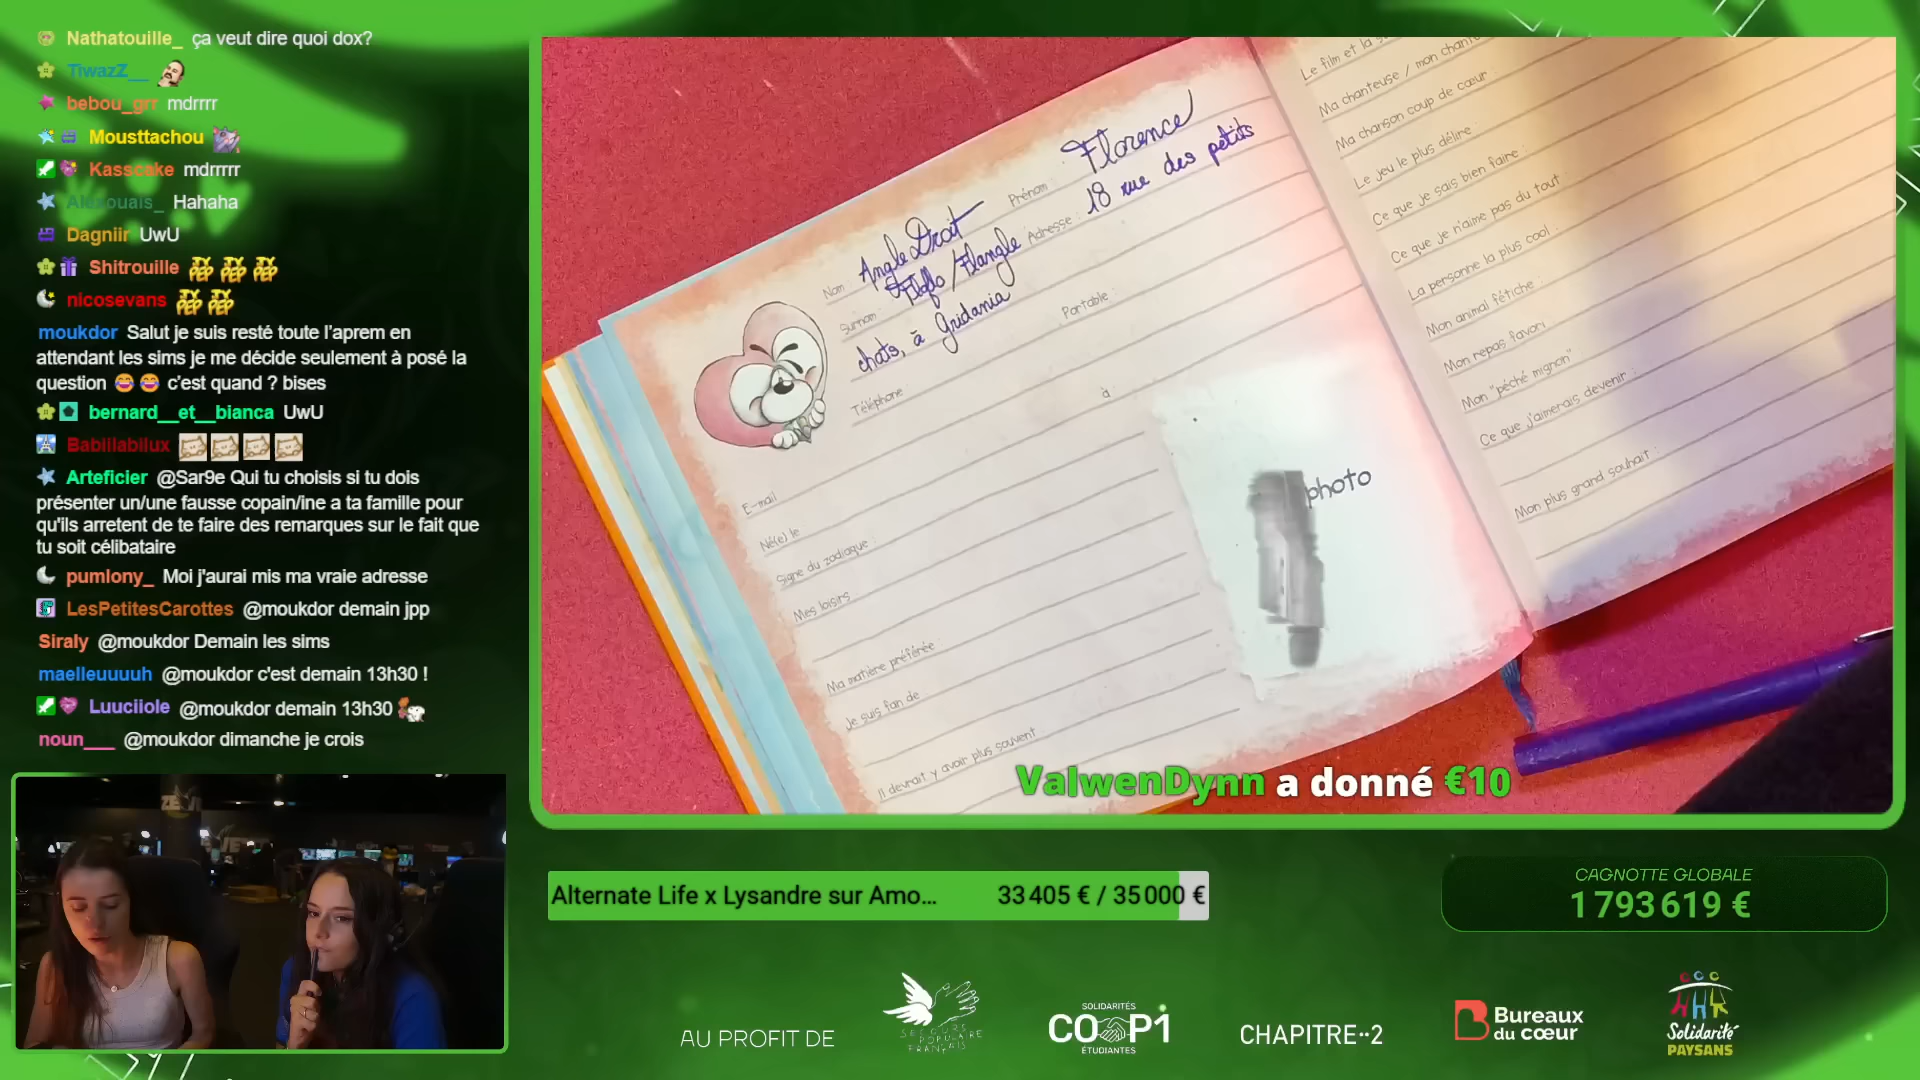 Nathatouille_ ça veut dire quoi dox?
TiwazZ__
bebou_grr mdrrrr
Mousttachou
Kasscake mdrrrrr
Alexouais_ Hahaha
Dagniir UwU
Shitrouille
nicosevans
moukdor Salut je suis resté toute l'aprem en
attendant les sims je me décide seulement à posé la
question c'est quand ? bises
bernard__et__bianca UwU
Babillabilux
Arteficier @Sar9e Qui tu choisis si tu dois
présenter un/une fausse copain/ine a ta famille pour
qu'ils arretent de te faire des remarques sur le fait que
tu soit célibataire
pumlony_ Moi j'aurai mis ma vraie adresse
LesPetitesCarottes @moukdor demain jpp
Siraly @moukdor Demain les sims
maelleuuuuh @moukdor c'est demain 13h30 !
Luuciiole @moukdor demain 13h30
noun___ @moukdor dimanche je crois
Nom : Angle Droit Prénom : Florence
Surnom : Floflo / Flangle Adresse : 18 rue des petits
chats, à Gridania
Téléphone Portable :
E-mail
Né(e) le : à :
Signe du zodiaque :
Mes loisirs
Ma matière préférée :
Je suis fan de :
Il devrait y avoir plus souvent
photo
Le film et la
Ma chanteuse / mon chant
Ma chanson coup de cœur :
Le jeu le plus délire :
Ce que je sais bien faire :
Ce que je n'aime pas du tout
La personne la plus cool :
Mon animal fétiche :
Mon repas favori
Mon "péché mignon"
Ce que j'aimerais devenir :
Mon plus grand souhait :
ValwenDynn a donné €10
Alternate Life x Lysandre sur Amo... 33 405 € / 35 000 €
CAGNOTTE GLOBALE
1 793 619 €
AU PROFIT DE
SECOURS
POPULAIRE
FRANÇAIS
SOLIDARITÉS
CO P1
ÉTUDIANTES
CHAPITRE··2
Bureaux
du cœur
Solidarité
PAYSANS